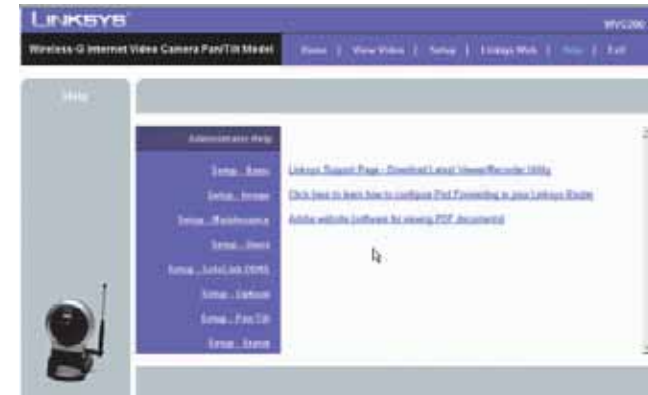 LINKSYS
WVC200
Wireless-G Internet Video Camera Pan/Tilt Model
Home | View Video | Setup | Linksys Web | Help | Exit
Help
Administrator Help
Setup - Basic
Linksys Support Page - Download Latest Viewer/Recorder Utility
Setup - Image
Click here to learn how to configure Port Forwarding in your Linksys Router
Setup - Maintenance
Adobe website (software for viewing PDF documents)
Setup - Users
Setup - SoloLink DDNS
Setup - Options
Setup - Pan/Tilt
Setup - Status